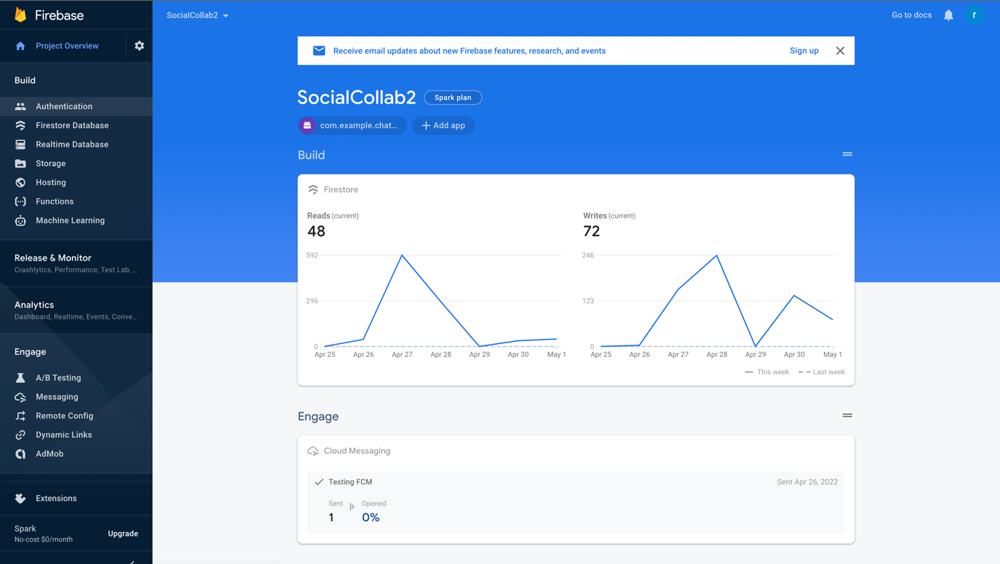 Firebase
SocialCollab2
Go to docs
r
Project Overview
Receive email updates about new Firebase features, research, and events
Sign up
Build
Authentication
Firestore Database
Realtime Database
Storage
Hosting
Functions
Machine Learning
Release & Monitor
Crashlytics, Performance, Test Lab, ...
Analytics
Dashboard, Realtime, Events, Conve...
Engage
A/B Testing
Messaging
Remote Config
Dynamic Links
AdMob
Extensions
Spark
No-cost $0/month
Upgrade
SocialCollab2
Spark plan
com.example.chat...
Add app
Build
Firestore
Reads (current)
48
592
296
0
Apr 25 Apr 26 Apr 27 Apr 28 Apr 29 Apr 30 May 1
Writes (current)
72
246
123
0
Apr 25 Apr 26 Apr 27 Apr 28 Apr 29 Apr 30 May 1
This week Last week
Engage
Cloud Messaging
Testing FCM
Sent Apr 26, 2022
Sent Opened
1 0%